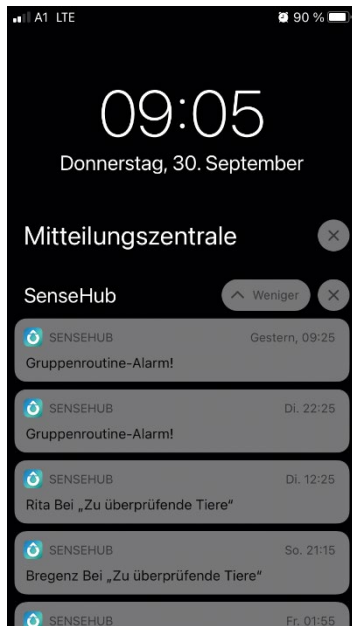 A1 LTE 90 %
09:05
Donnerstag, 30. September
Mitteilungszentrale
SenseHub Weniger
SENSEHUB Gestern, 09:25
Gruppenroutine-Alarm!
SENSEHUB Di. 22:25
Gruppenroutine-Alarm!
SENSEHUB Di. 12:25
Rita Bei „Zu überprüfende Tiere“
SENSEHUB So. 21:15
Bregenz Bei „Zu überprüfende Tiere“
SENSEHUB Fr. 01:55